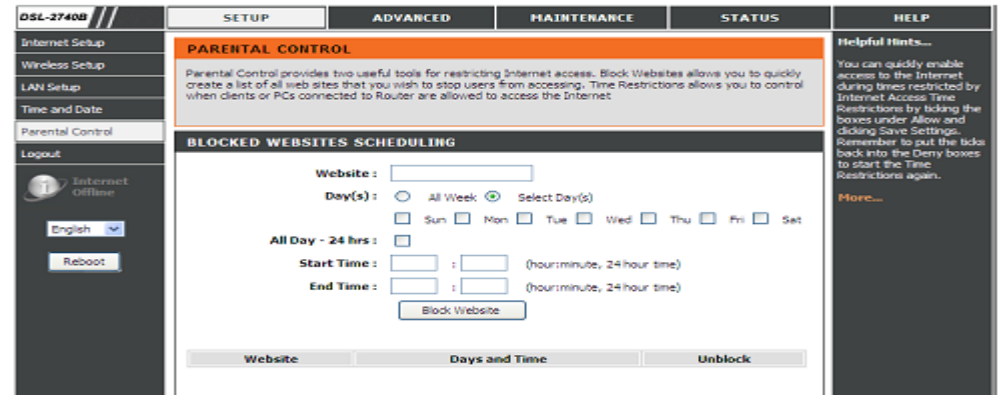 DSL-2740B
SETUP
ADVANCED
MAINTENANCE
STATUS
HELP
Internet Setup
Wireless Setup
LAN Setup
Time and Date
Parental Control
Logout
Internet
Offline
English
Reboot
PARENTAL CONTROL
Parental Control provides two useful tools for restricting Internet access. Block Websites allows you to quickly
create a list of all web sites that you wish to stop users from accessing. Time Restrictions allows you to control
when clients or PCs connected to Router are allowed to access the Internet
BLOCKED WEBSITES SCHEDULING
Website :
Day(s) : All Week Select Day(s)
Sun Mon Tue Wed Thu Fri Sat
All Day - 24 hrs :
Start Time : : (hour:minute, 24 hour time)
End Time : : (hour:minute, 24 hour time)
Block Website
Website Days and Time Unblock
Helpful Hints...
You can quickly enable
access to the Internet
during times restricted by
Internet Access Time
Restrictions by ticking the
boxes under Allow and
clicking Save Settings.
Remember to put the ticks
back into the Deny boxes
to start the Time
Restrictions again.
More...